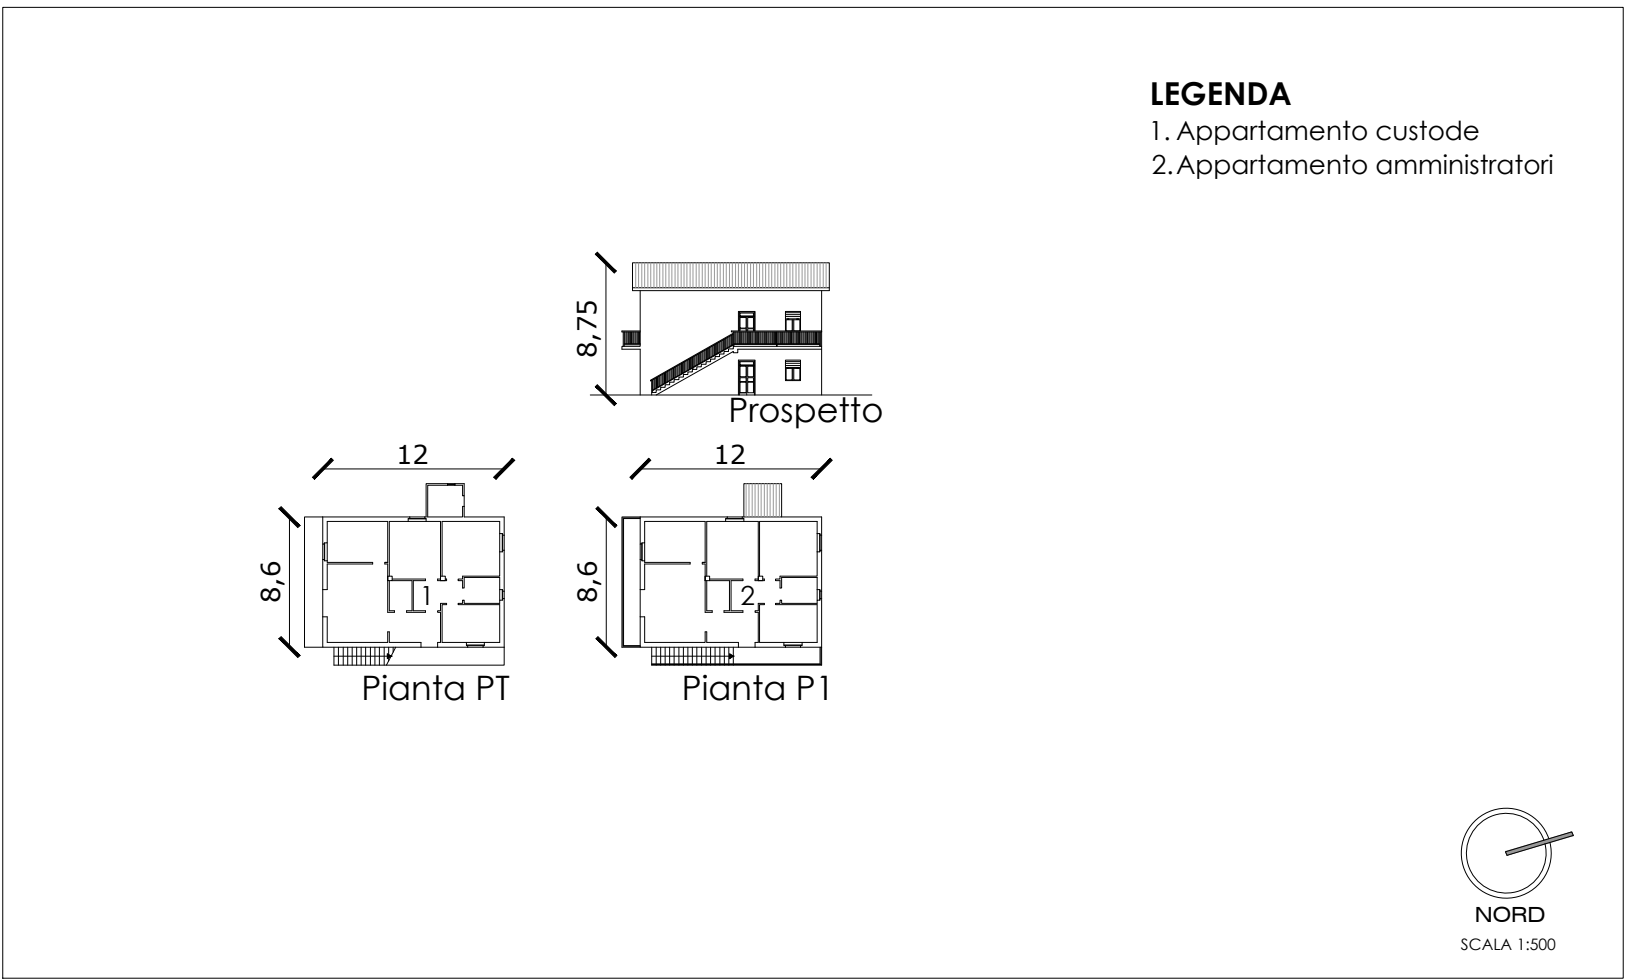 LEGENDA
1. Appartamento custode
2. Appartamento amministratori
8,75
Prospetto
12
12
8,6
8,6
1
2
Pianta PT
Pianta P1
NORD
SCALA 1:500